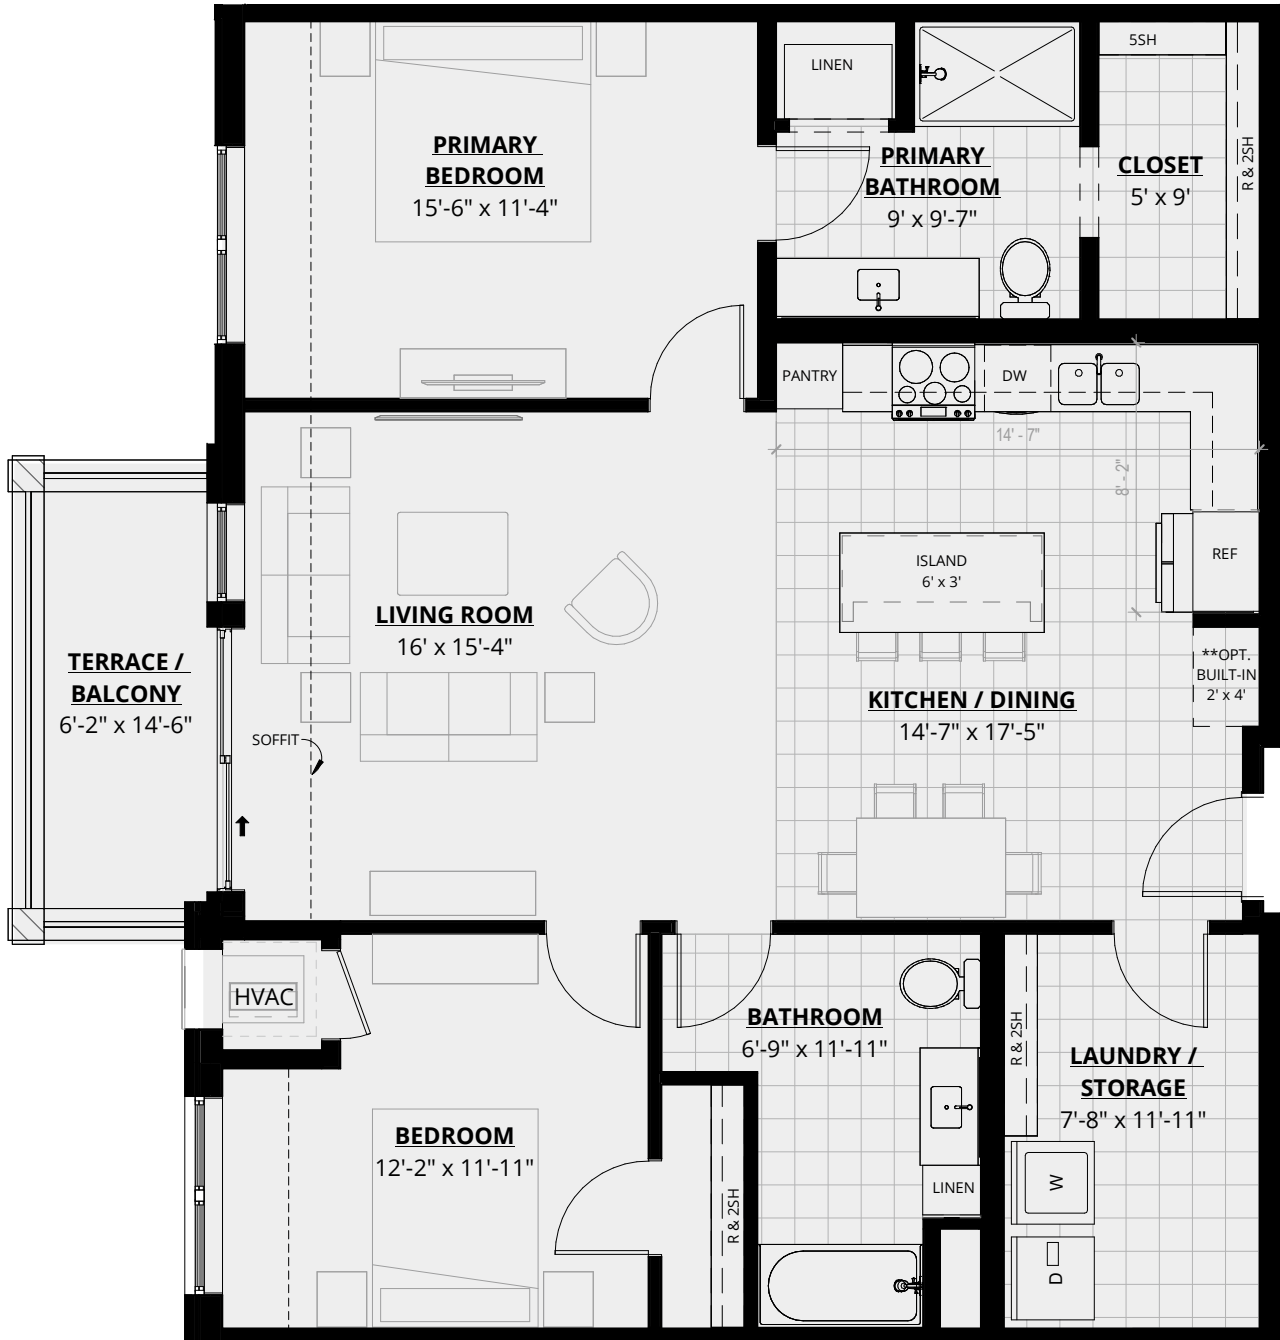 5SH
LINEN
PRIMARY
BEDROOM
15'-6" x 11'-4"
PRIMARY
BATHROOM
9' x 9'-7"
CLOSET
5' x 9'
R & 2SH
PANTRY
DW
14' - 7"
8' - 2"
ISLAND
6' x 3'
REF
LIVING ROOM
16' x 15'-4"
TERRACE /
BALCONY
6'-2" x 14'-6"
SOFFIT
**OPT.
BUILT-IN
2' x 4'
KITCHEN / DINING
14'-7" x 17'-5"
HVAC
BATHROOM
6'-9" x 11'-11"
R & 2SH
LAUNDRY /
STORAGE
7'-8" x 11'-11"
BEDROOM
12'-2" x 11'-11"
R & 2SH
LINEN
W
D